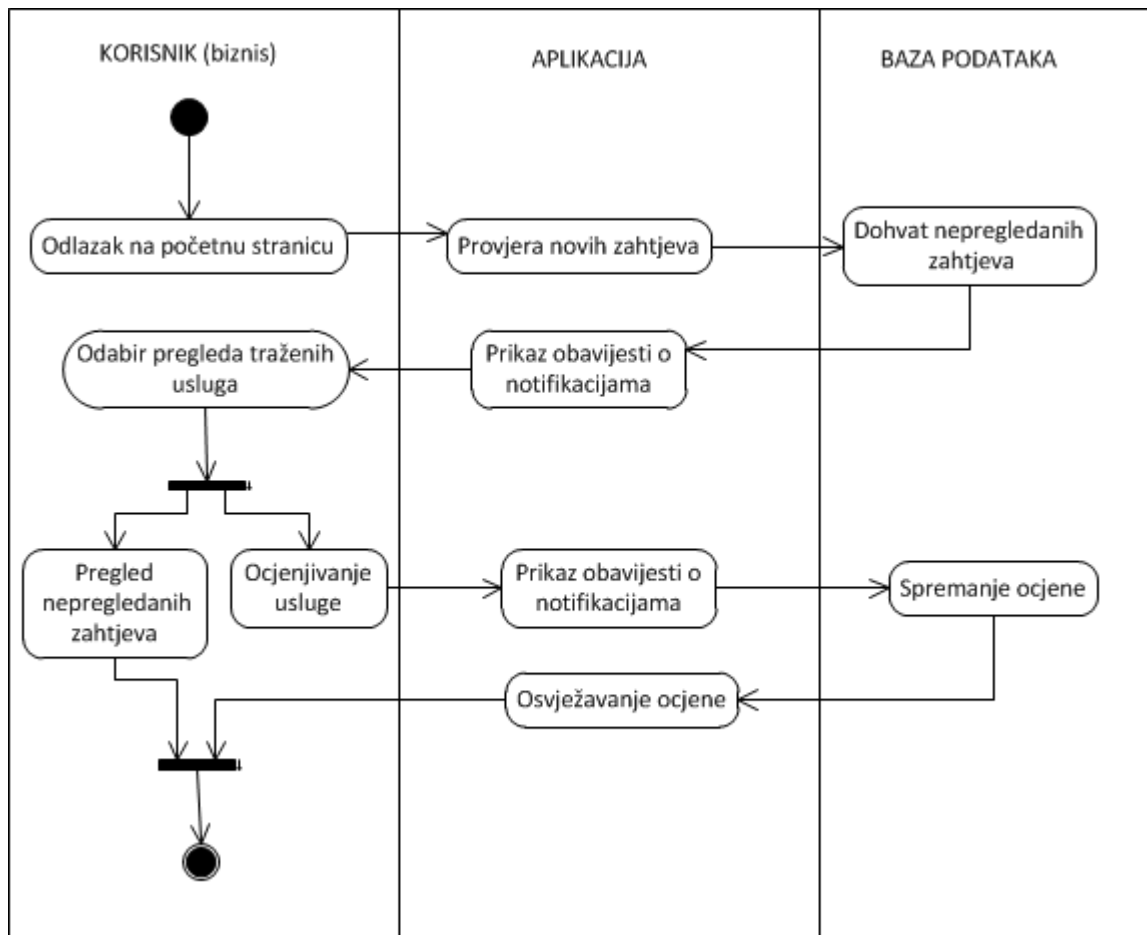 KORISNIK (biznis)
APLIKACIJA
BAZA PODATAKA
Odlazak na početnu stranicu
Provjera novih zahtjeva
Dohvat nepregledanih
zahtjeva
Odabir pregleda traženih
usluga
Prikaz obavijesti o
notifikacijama
Pregled
nepregledanih
zahtjeva
Ocjenjivanje
usluge
Prikaz obavijesti o
notifikacijama
Spremanje ocjene
Osvježavanje ocjene